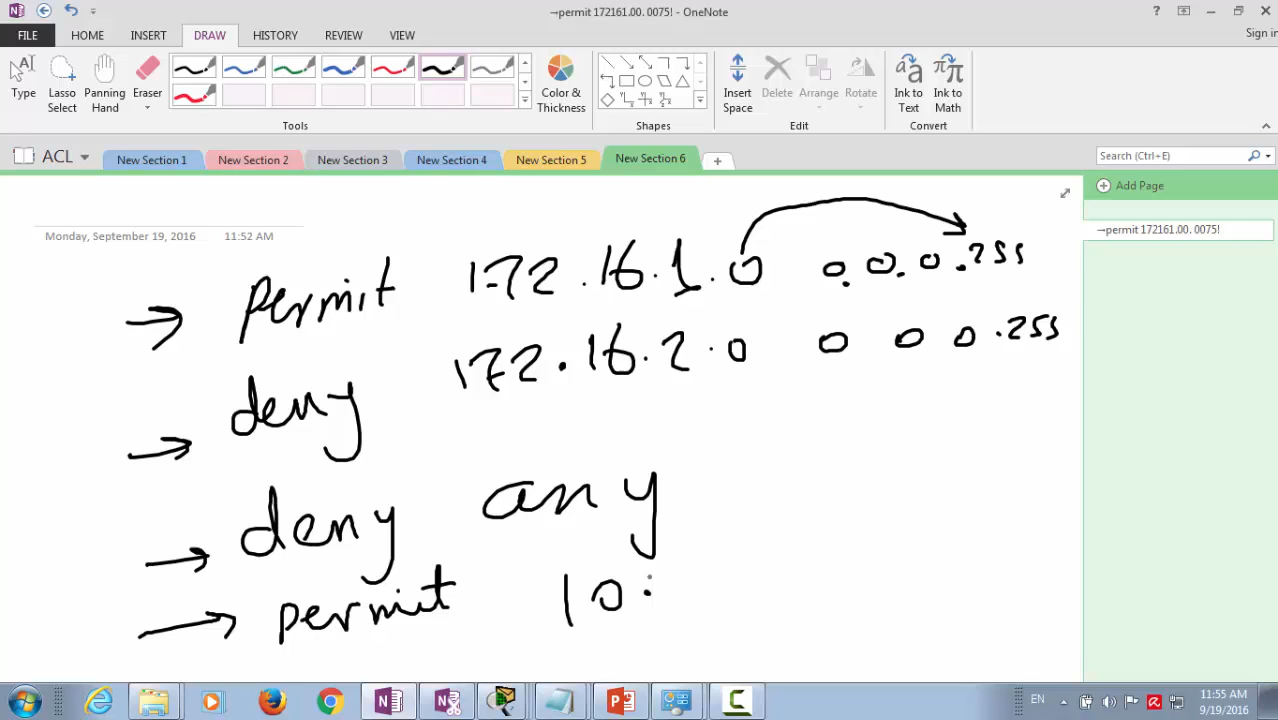 →permit 172161.00. 0075! - OneNote
?
Sign in
FILE HOME INSERT DRAW HISTORY REVIEW VIEW
Type
Lasso Select
Panning Hand
Eraser
Color & Thickness
Insert Space
Delete
Arrange
Rotate
Ink to Text
Ink to Math
Tools
Shapes
Edit
Convert
ACL
New Section 1
New Section 2
New Section 3
New Section 4
New Section 5
New Section 6
Search (Ctrl+E)
Add Page
→permit 172161.00. 0075!
Monday, September 19, 2016 11:52 AM
→ permit 172.16.1.0 0.0.0.255
→ deny 172.16.2.0 0 0 0.255
→ deny any
→ permit 10.
EN
11:55 AM
9/19/2016